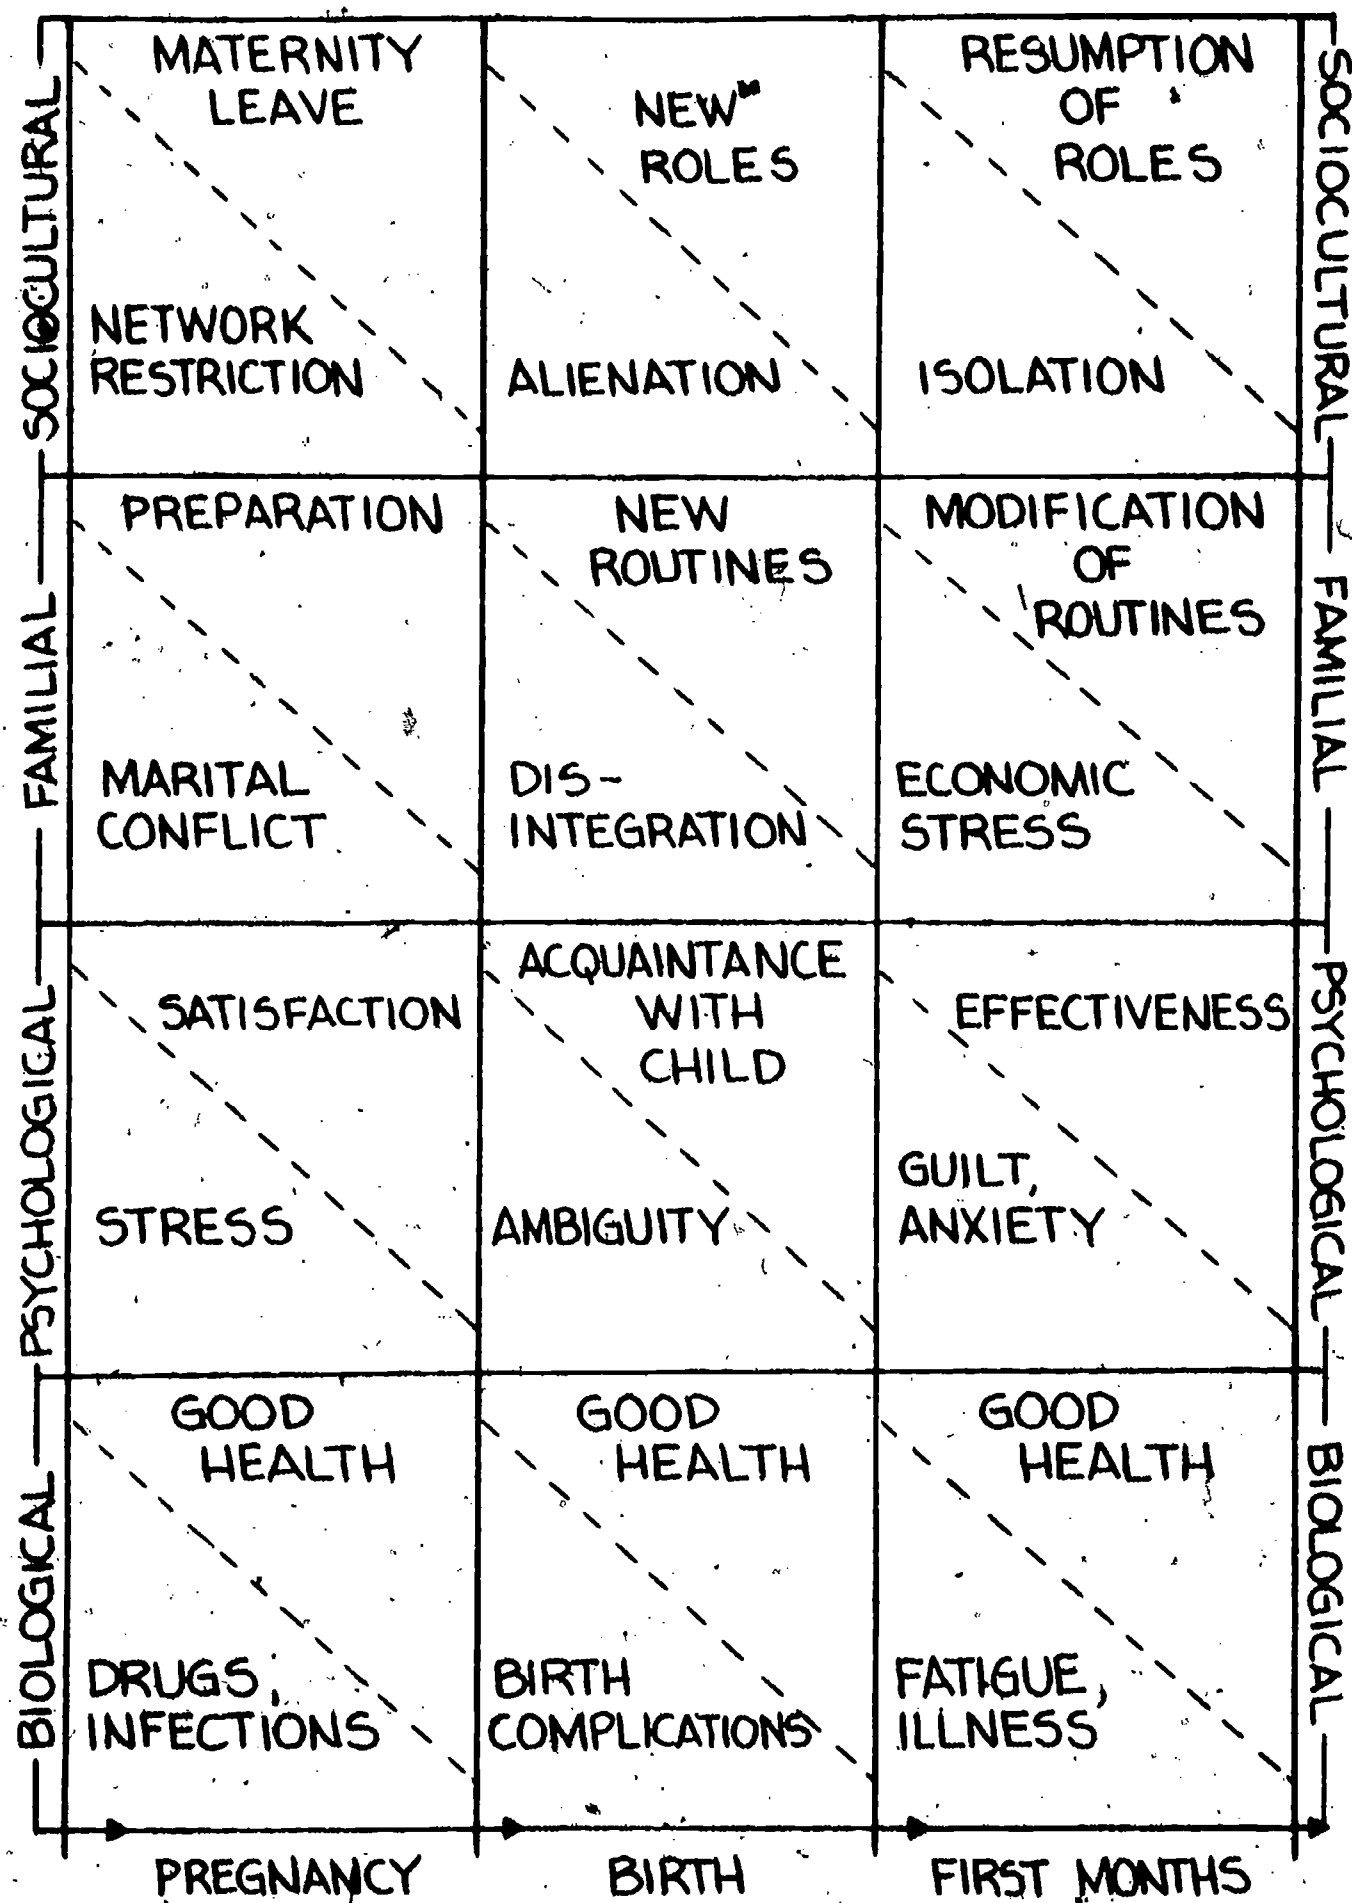 SOCIOCULTURAL
MATERNITY
LEAVE
NETWORK
RESTRICTION
NEW
ROLES
ALIENATION
RESUMPTION
OF
ROLES
ISOLATION
SOCIOCULTURAL
FAMILIAL
PREPARATION
MARITAL
CONFLICT
NEW
ROUTINES
DIS-
INTEGRATION
MODIFICATION
OF
ROUTINES
ECONOMIC
STRESS
FAMILIAL
PSYCHOLOGICAL
SATISFACTION
STRESS
ACQUAINTANCE
WITH
CHILD
AMBIGUITY
EFFECTIVENESS
GUILT,
ANXIETY
PSYCHOLOGICAL
BIOLOGICAL
GOOD
HEALTH
DRUGS,
INFECTIONS
GOOD
HEALTH
BIRTH
COMPLICATIONS
GOOD
HEALTH
FATIGUE,
ILLNESS
BIOLOGICAL
PREGNANCY
BIRTH
FIRST MONTHS